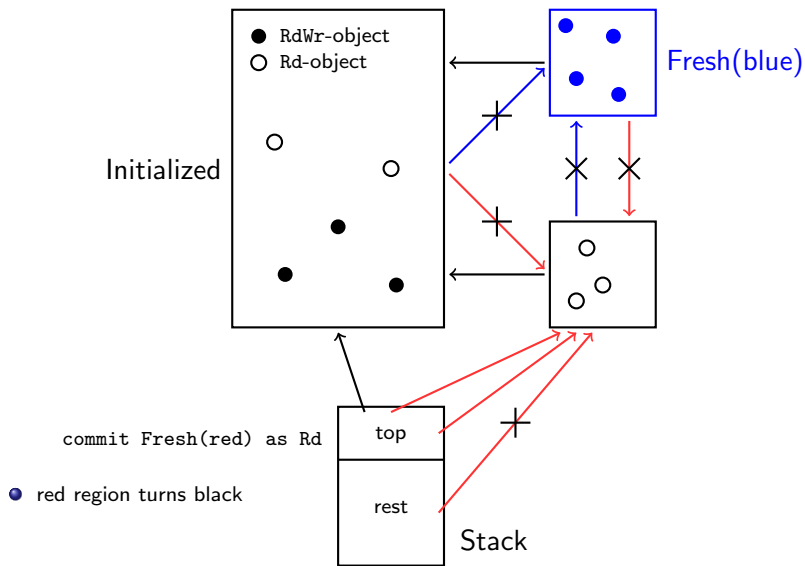 RdWr-object
Rd-object
Fresh(blue)
Initialized
commit Fresh(red) as Rd
top
red region turns black
rest
Stack